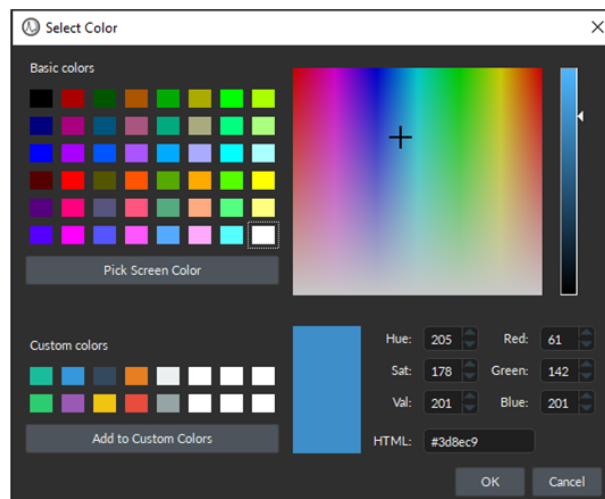 Select Color
Basic colors
Pick Screen Color
Custom colors
Add to Custom Colors
Hue: 205 Red: 61
Sat: 178 Green: 142
Val: 201 Blue: 201
HTML: #3d8ec9
OK Cancel